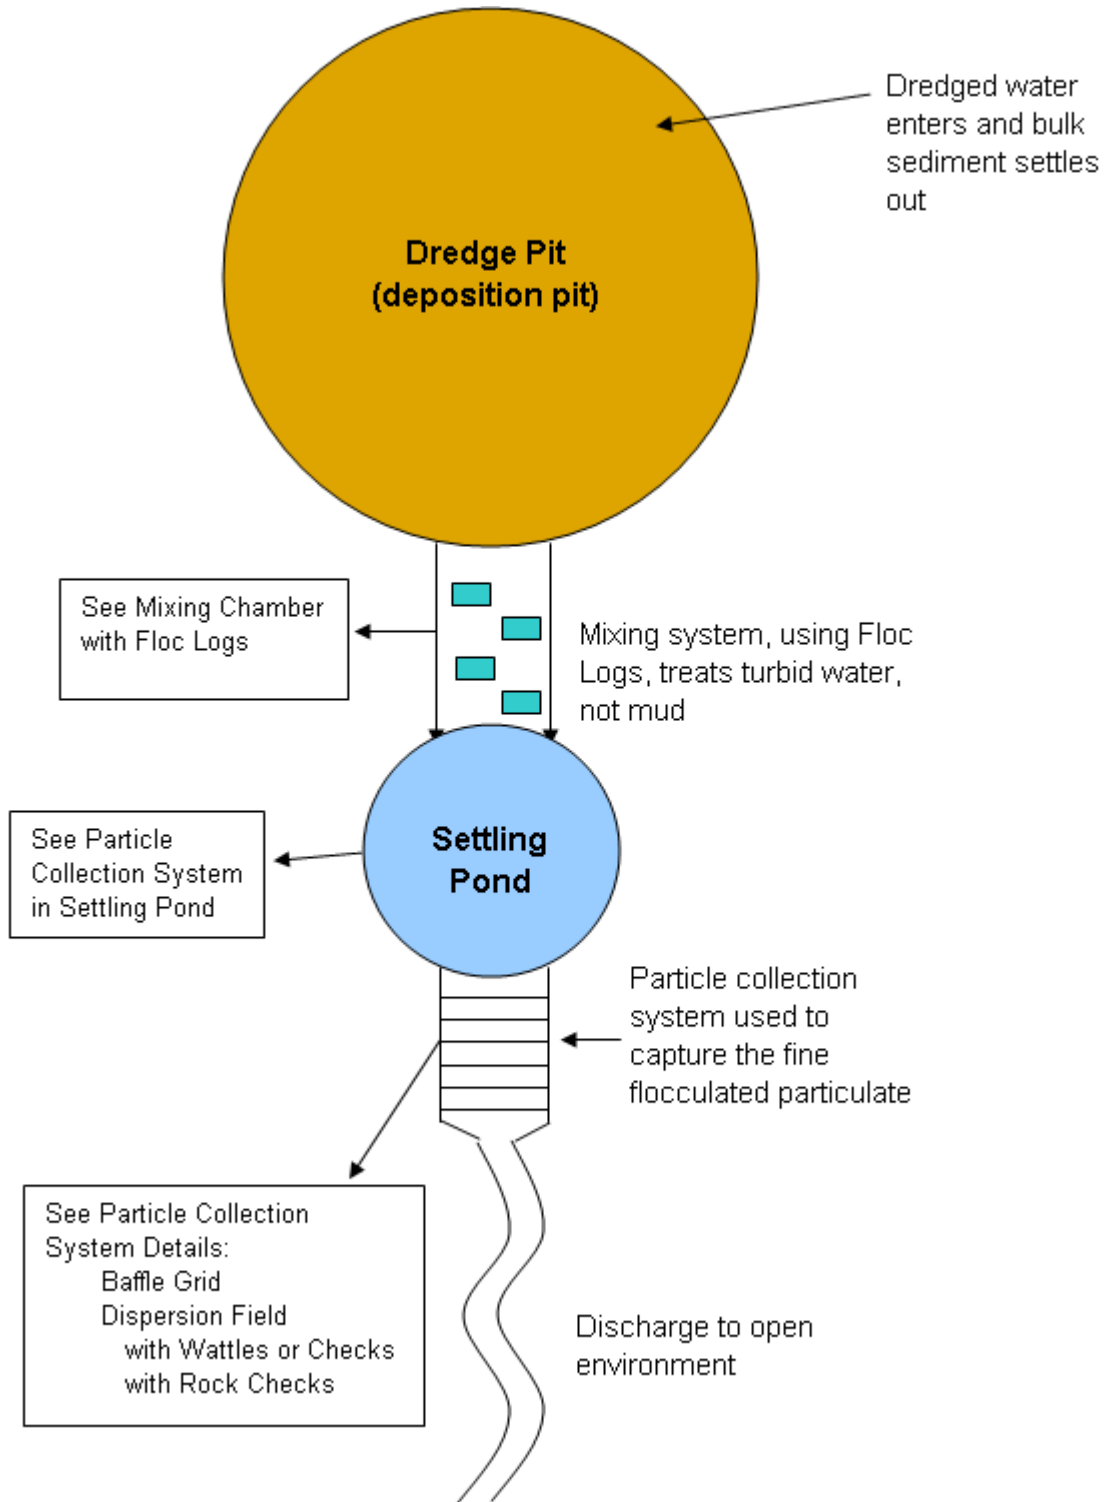 Dredged water
enters and bulk
sediment settles
out
Dredge Pit
(deposition pit)
See Mixing Chamber
with Floc Logs
Mixing system, using Floc
Logs, treats turbid water,
not mud
See Particle
Collection System
in Settling Pond
Settling
Pond
Particle collection
system used to
capture the fine
flocculated particulate
See Particle Collection
System Details:
Baffle Grid
Dispersion Field
with Wattles or Checks
with Rock Checks
Discharge to open
environment